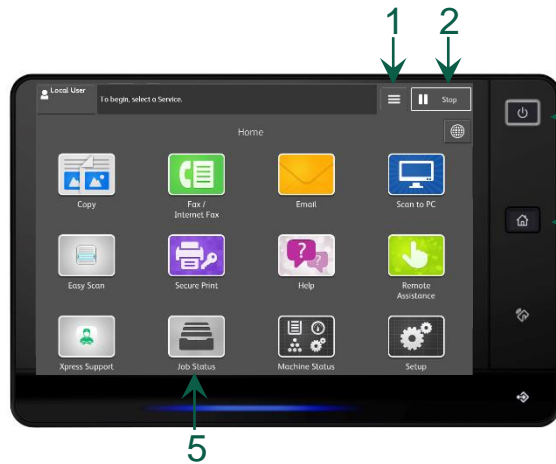 1 2
Local User
To begin, select a Service.
Stop
Home
Copy
Fax /
Internet Fax
Email
Scan to PC
Easy Scan
Secure Print
Help
Remote
Assistance
Xpress Support
Job Status
Machine Status
Setup
5